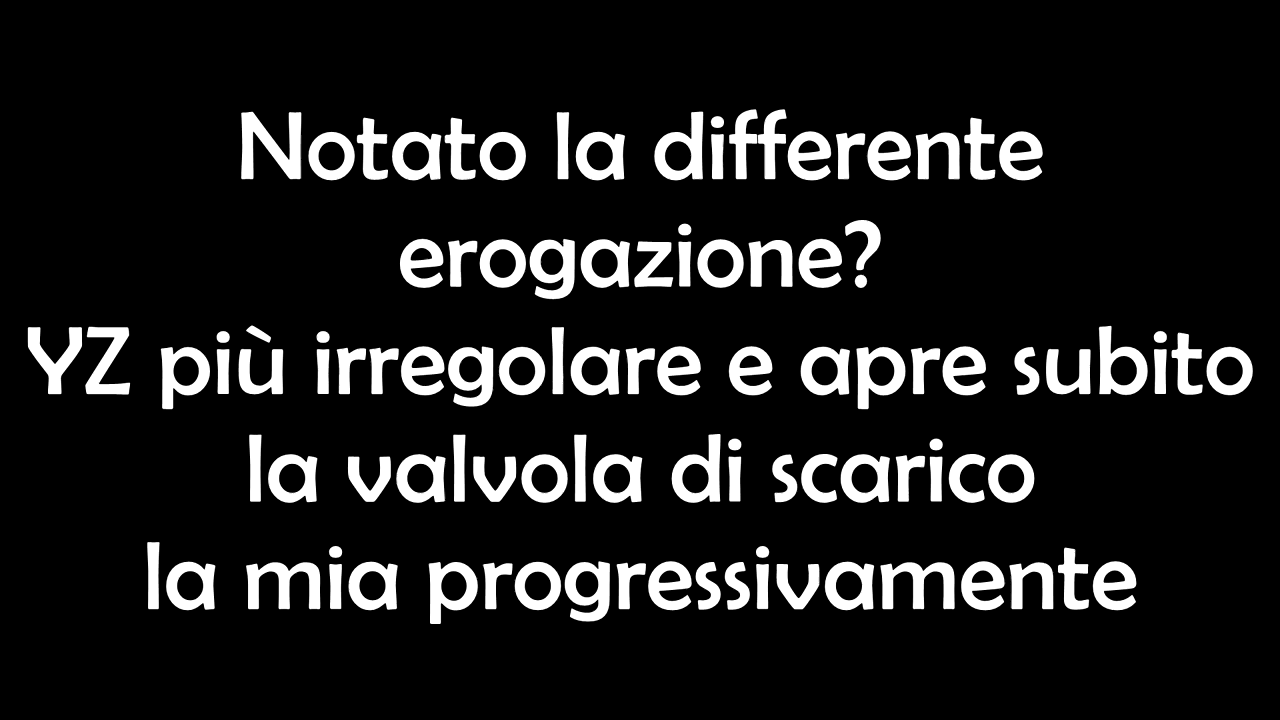 Notato la differente
erogazione?
YZ più irregolare e apre subito
la valvola di scarico
la mia progressivamente